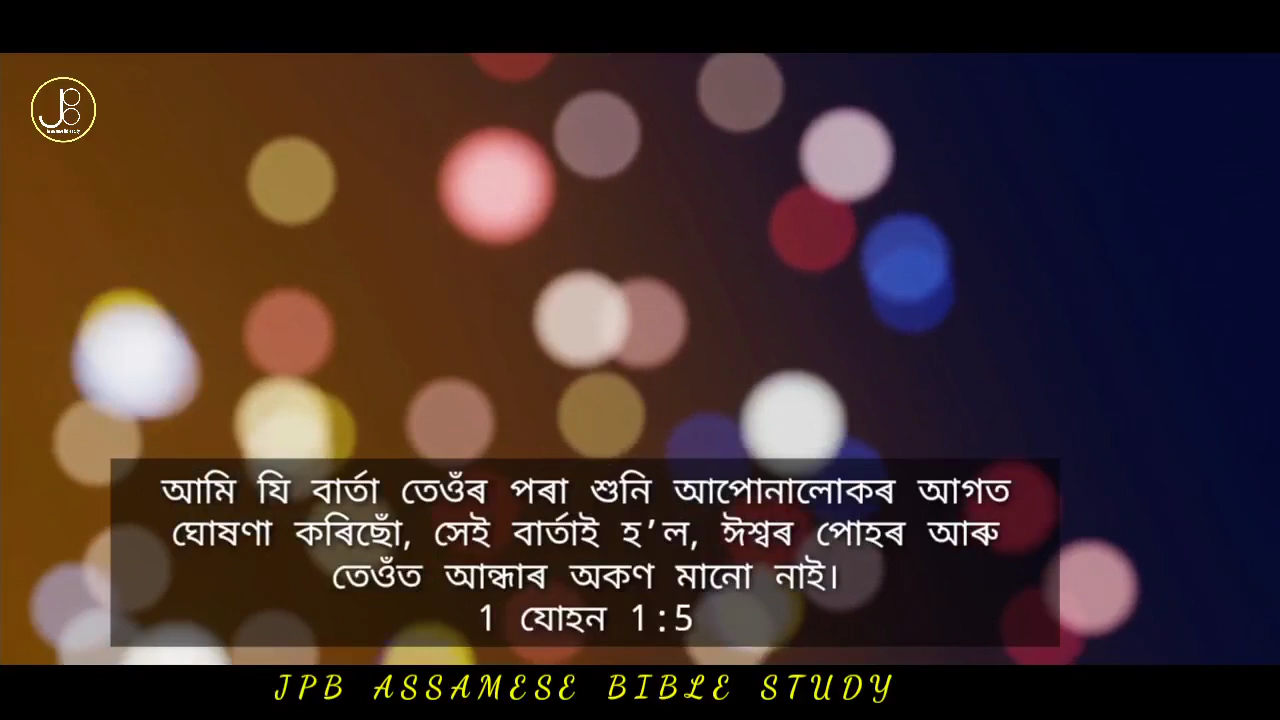 আমি যি বাৰ্তা তেওঁৰ পৰা শুনি আপোনালোকৰ আগত
ঘোষণা কৰিছোঁ, সেই বাৰ্তাই হ’ল, ঈশ্বৰ পোহৰ আৰু
তেওঁত আন্ধাৰ অকণ মানো নাই।
1 যোহন 1:5
JPB ASSAMESE BIBLE STUDY